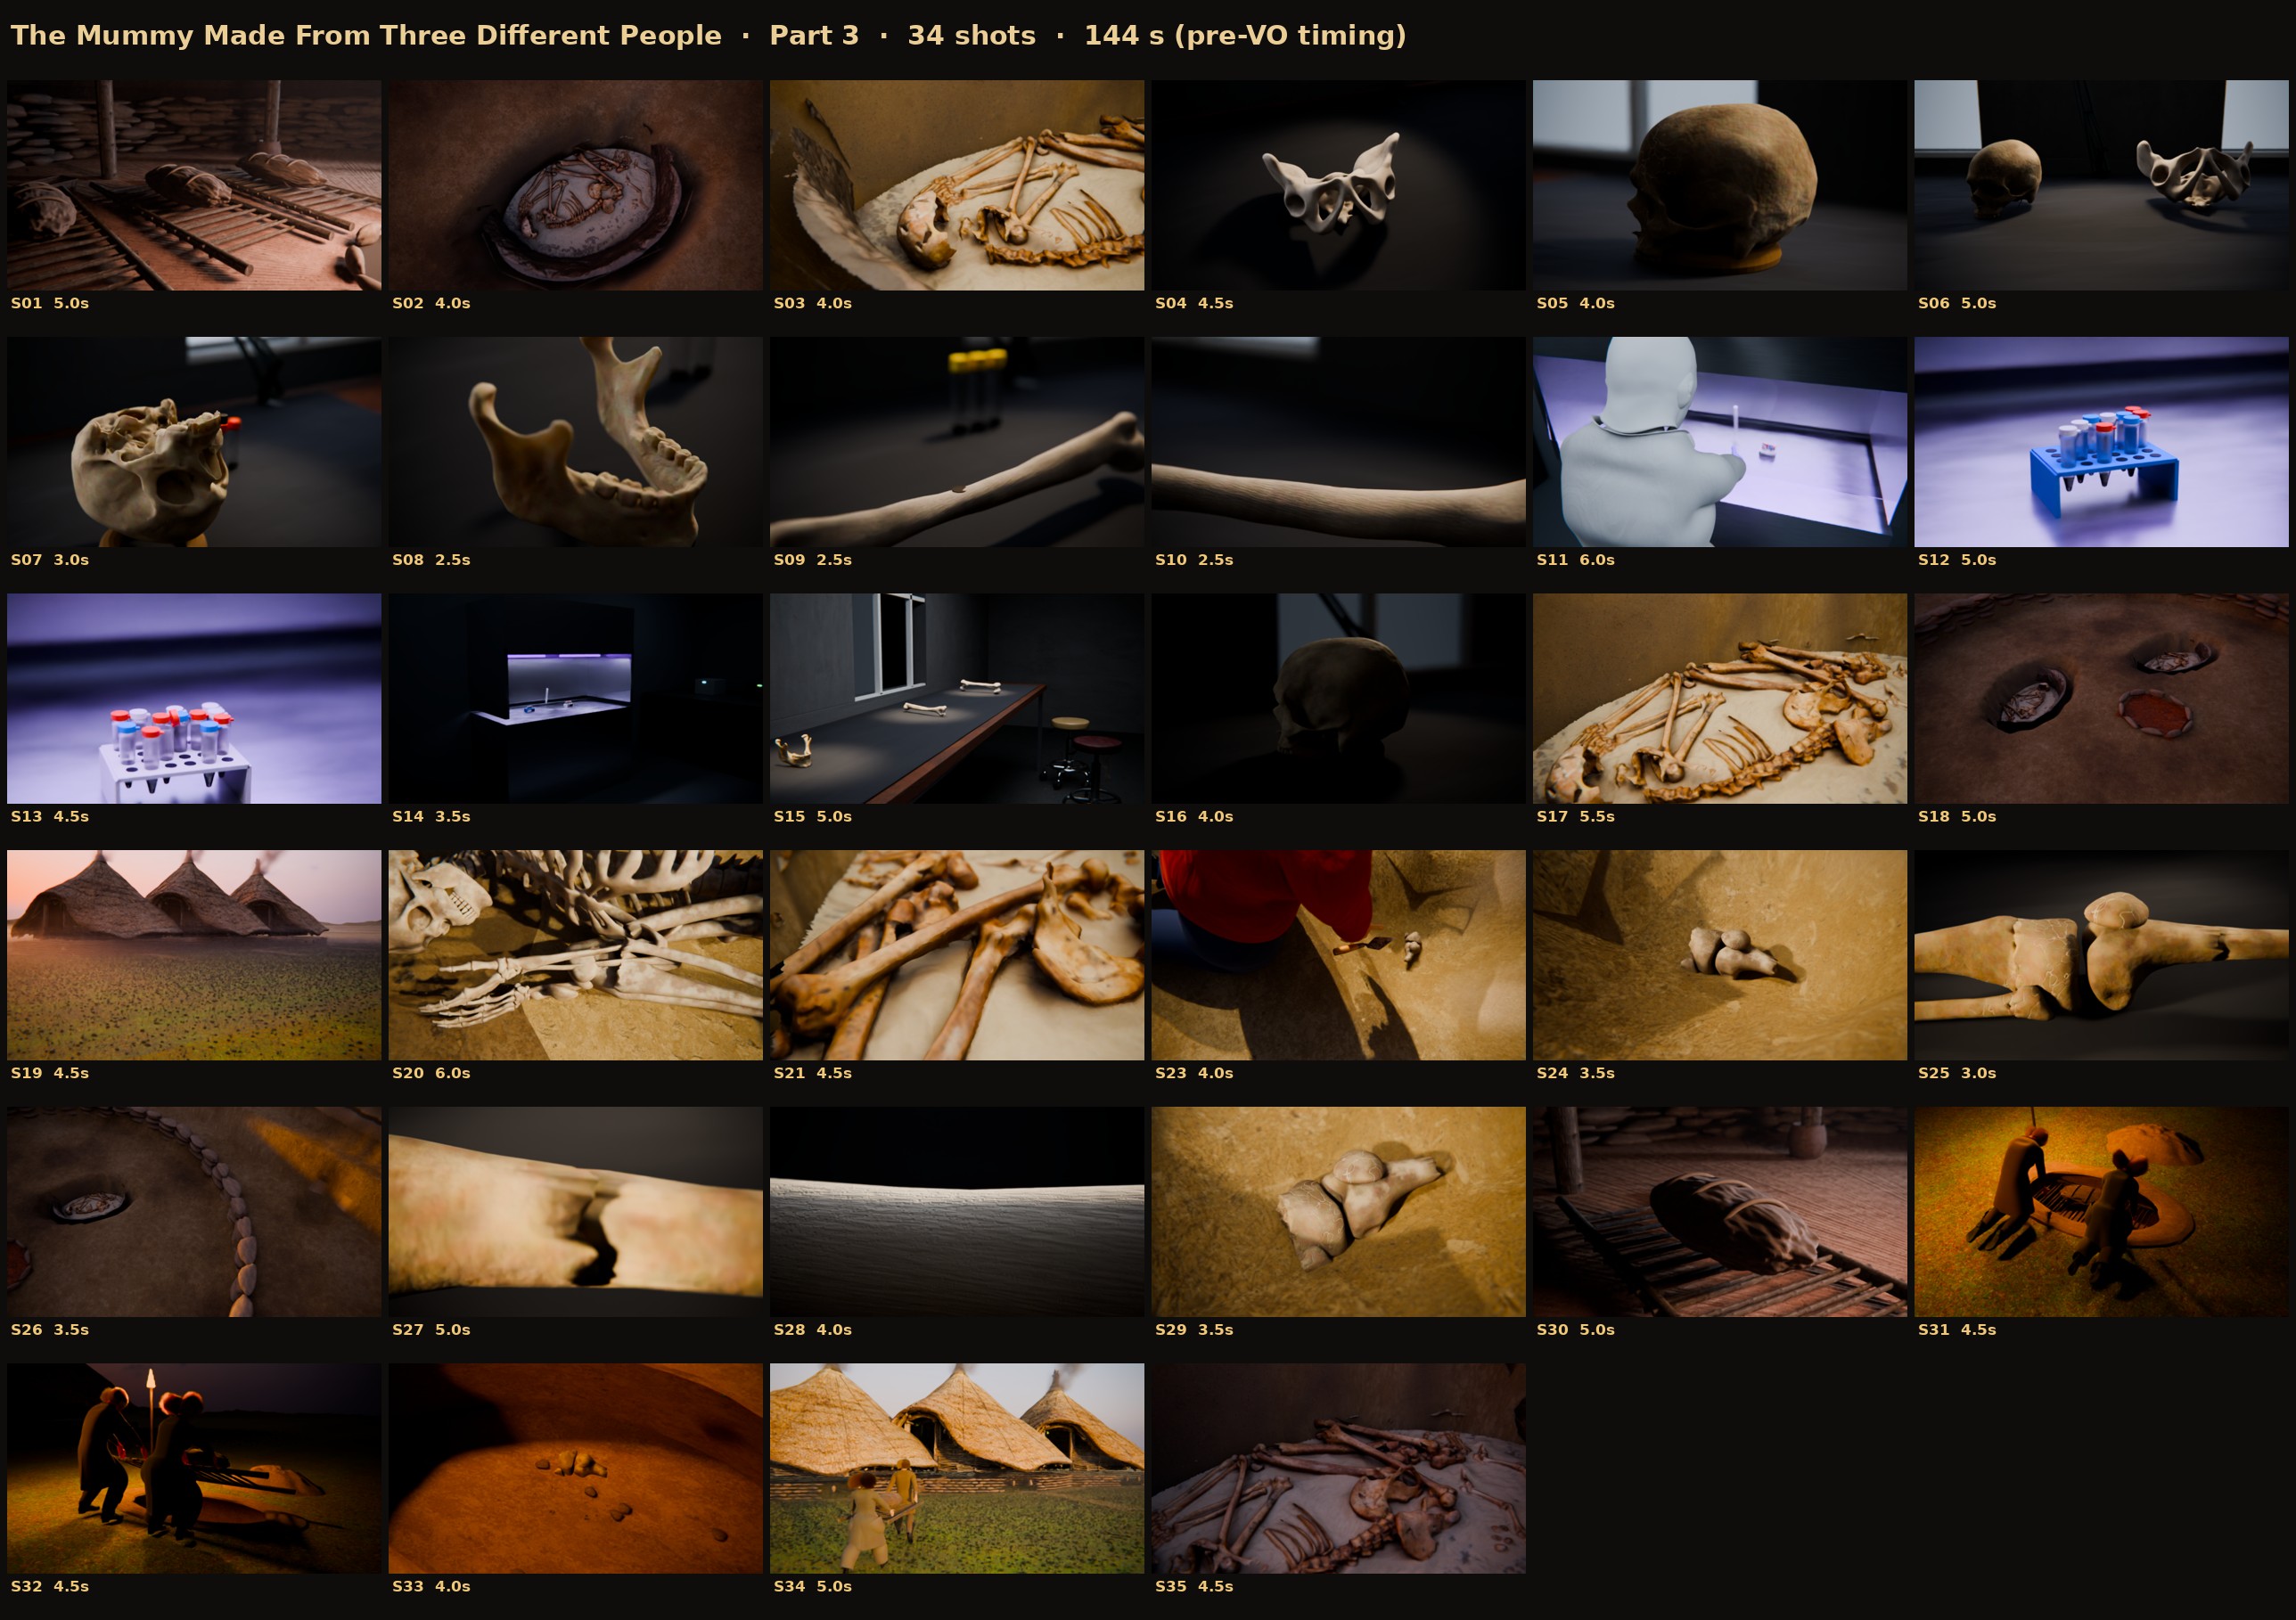 The Mummy Made From Three Different People · Part 3 · 34 shots · 144 s (pre-VO timing)
S01 5.0s
S02 4.0s
S03 4.0s
S04 4.5s
S05 4.0s
S06 5.0s
S07 3.0s
S08 2.5s
S09 2.5s
S10 2.5s
S11 6.0s
S12 5.0s
S13 4.5s
S14 3.5s
S15 5.0s
S16 4.0s
S17 5.5s
S18 5.0s
S19 4.5s
S20 6.0s
S21 4.5s
S23 4.0s
S24 3.5s
S25 3.0s
S26 3.5s
S27 5.0s
S28 4.0s
S29 3.5s
S30 5.0s
S31 4.5s
S32 4.5s
S33 4.0s
S34 5.0s
S35 4.5s